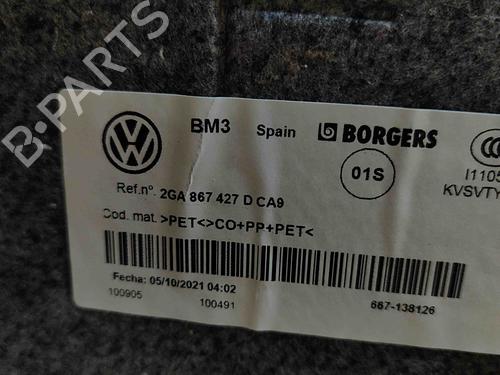 B-PARTS
BM3 Spain BORGERS
01S
I1105
KVSVTY
Ref.nº. 2GA 867 427 D CA9
Cod. mat. >PET<>CO+PP+PET<
Fecha: 05/10/2021 04:02
100905 100491 667-138126